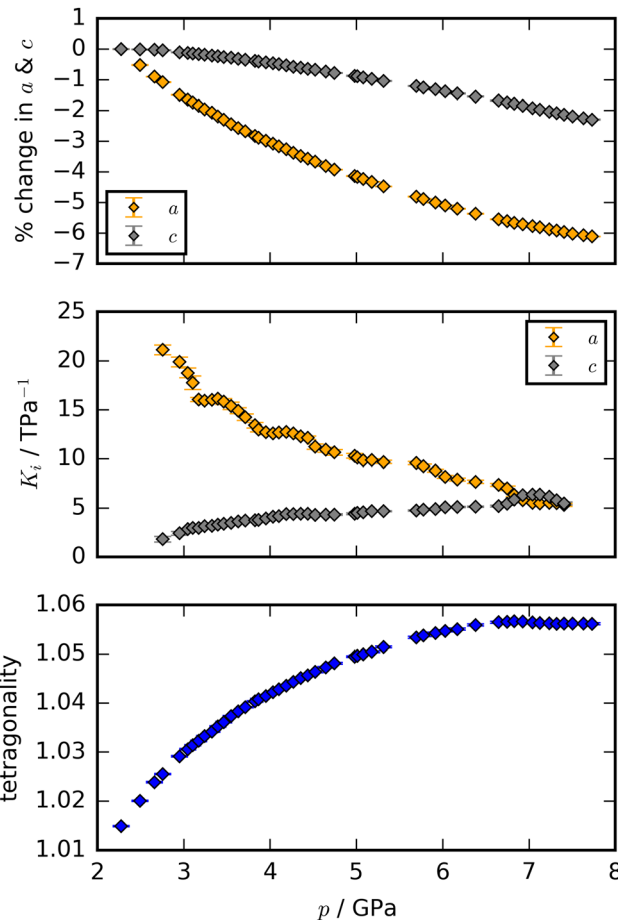 % change in a & c
1
0
−1
−2
−3
−4
−5
−6
−7
a
c
K_i / TPa⁻¹
25
20
15
10
5
0
a
c
tetragonality
1.06
1.05
1.04
1.03
1.02
1.01
2 3 4 5 6 7 8
p / GPa